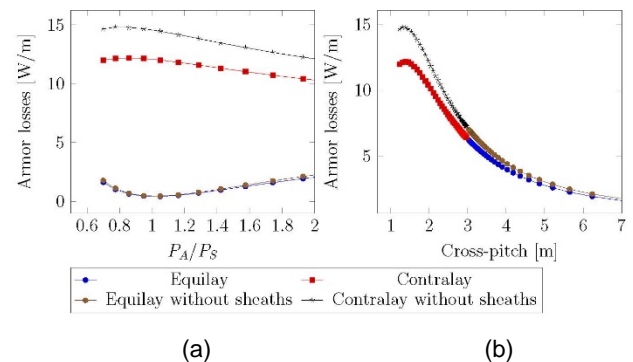 Armor losses [W/m]
15
10
5
0
0.6 0.8 1 1.2 1.4 1.6 1.8 2
P_A/P_S
Armor losses [W/m]
15
10
5
1 2 3 4 5 6 7
Cross-pitch [m]
Equilay Contralay
Equilay without sheaths Contralay without sheaths
(a) (b)